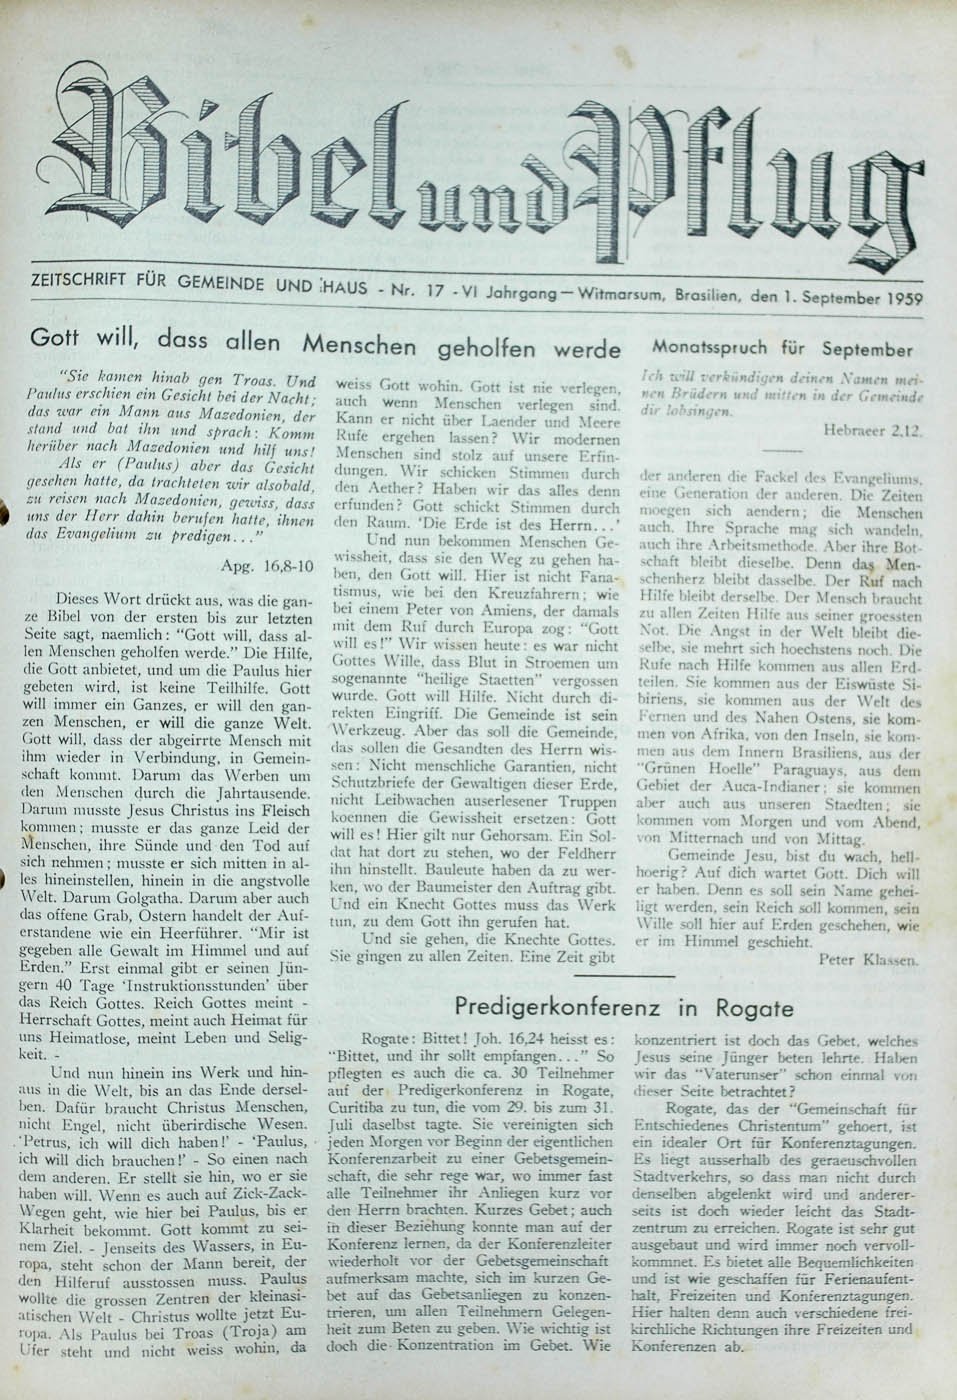 Bibel und Pflug
ZEITSCHRIFT FÜR GEMEINDE UND HAUS - Nr. 17 - VI Jahrgang — Witmarsum, Brasilien, den 1. September 1959
Gott will, dass allen Menschen geholfen werde
"Sie kamen hinab gen Troas. Und
Paulus erschien ein Gesicht bei der Nacht;
das war ein Mann aus Mazedonien, der
stand und bat ihn und sprach: Komm
herüber nach Mazedonien und hilf uns!
Als er (Paulus) aber das Gesicht
gesehen hatte, da trachteten wir alsobald,
zu reisen nach Mazedonien, gewiss, dass
uns der Herr dahin berufen hatte, ihnen
das Evangelium zu predigen..."
Apg. 16,8-10
Dieses Wort drückt aus, was die gan-
ze Bibel von der ersten bis zur letzten
Seite sagt, naemlich: "Gott will, dass al-
len Menschen geholfen werde." Die Hilfe,
die Gott anbietet, und um die Paulus hier
gebeten wird, ist keine Teilhilfe. Gott
will immer ein Ganzes, er will den gan-
zen Menschen, er will die ganze Welt.
Gott will, dass der abgeirrte Mensch mit
ihm wieder in Verbindung, in Gemein-
schaft kommt. Darum das Werben um
den Menschen durch die Jahrtausende.
Darum musste Jesus Christus ins Fleisch
kommen; musste er das ganze Leid der
Menschen, ihre Sünde und den Tod auf
sich nehmen; musste er sich mitten in al-
les hineinstellen, hinein in die angstvolle
Welt. Darum Golgatha. Darum aber auch
das offene Grab, Ostern handelt der Auf-
erstandene wie ein Heerführer. "Mir ist
gegeben alle Gewalt im Himmel und auf
Erden." Erst einmal gibt er seinen Jün-
gern 40 Tage 'Instruktionsstunden' über
das Reich Gottes. Reich Gottes meint -
Herrschaft Gottes, meint auch Heimat für
uns Heimatlose, meint Leben und Selig-
keit. -
Und nun hinein ins Werk und hin-
aus in die Welt, bis an das Ende dersel-
ben. Dafür braucht Christus Menschen,
nicht Engel, nicht überirdische Wesen.
'Petrus, ich will dich haben!' - 'Paulus,
ich will dich brauchen!' - So einen nach
dem anderen. Er stellt sie hin, wo er sie
haben will. Wenn es auch auf Zick-Zack-
Wegen geht, wie hier bei Paulus, bis er
Klarheit bekommt. Gott kommt zu sei-
nem Ziel. - Jenseits des Wassers, in Eu-
ropa, steht schon der Mann bereit, der
den Hilferuf ausstossen muss. Paulus
wollte die grossen Zentren der kleinasi-
atischen Welt - Christus wollte jetzt Eu-
ropa. Als Paulus bei Troas (Troja) am
Ufer steht und nicht weiss wohin, da
weiss Gott wohin. Gott ist nie verlegen,
auch wenn Menschen verlegen sind.
Kann er nicht über Laender und Meere
Rufe ergehen lassen? Wir modernen
Menschen sind stolz auf unsere Erfin-
dungen. Wir schicken Stimmen durch
den Aether? Haben wir das alles denn
erfunden? Gott schickt Stimmen durch
den Raum. 'Die Erde ist des Herrn...'
Und nun bekommen Menschen Ge-
wissheit, dass sie den Weg zu gehen ha-
ben, den Gott will. Hier ist nicht Fana-
tismus, wie bei den Kreuzfahrern; wie
bei einem Peter von Amiens, der damals
mit dem Ruf durch Europa zog: "Gott
will es!" Wir wissen heute: es war nicht
Gottes Wille, dass Blut in Stroemen um
sogenannte "heilige Staetten" vergossen
wurde. Gott will Hilfe. Nicht durch di-
rekten Eingriff. Die Gemeinde ist sein
Werkzeug. Aber das soll die Gemeinde,
das sollen die Gesandten des Herrn wis-
sen: Nicht menschliche Garantien, nicht
Schutzbriefe der Gewaltigen dieser Erde,
nicht Leibwachen auserlesener Truppen
koennen die Gewissheit ersetzen: Gott
will es! Hier gilt nur Gehorsam. Ein Sol-
dat hat dort zu stehen, wo der Feldherr
ihn hinstellt. Bauleute haben da zu wer-
ken, wo der Baumeister den Auftrag gibt.
Und ein Knecht Gottes muss das Werk
tun, zu dem Gott ihn gerufen hat.
Und sie gehen, die Knechte Gottes.
Sie gingen zu allen Zeiten. Eine Zeit gibt
Monatsspruch für September
Ich will verkündigen deinen Namen mei-
nen Brüdern und mitten in der Gemeinde
dir lobsingen.
Hebraeer 2,12.
der anderen die Fackel des Evangeliums,
eine Generation der anderen. Die Zeiten
moegen sich aendern; die Menschen
auch. Ihre Sprache mag sich wandeln,
auch ihre Arbeitsmethode. Aber ihre Bot-
schaft bleibt dieselbe. Denn das Men-
schenherz bleibt dasselbe. Der Ruf nach
Hilfe bleibt derselbe. Der Mensch braucht
zu allen Zeiten Hilfe aus seiner groessten
Not. Die Angst in der Welt bleibt die-
selbe, sie mehrt sich hoechstens noch. Die
Rufe nach Hilfe kommen aus allen Erd-
teilen. Sie kommen aus der Eiswüste Si-
biriens, sie kommen aus der Welt des
Fernen und des Nahen Ostens, sie kom-
men von Afrika, von den Inseln, sie kom-
men aus dem Innern Brasiliens, aus der
"Grünen Hoelle" Paraguays, aus dem
Gebiet der Auca-Indianer; sie kommen
aber auch aus unseren Staedten; sie
kommen vom Morgen und vom Abend,
von Mitternach und von Mittag.
Gemeinde Jesu, bist du wach, hell-
hoerig? Auf dich wartet Gott. Dich will
er haben. Denn es soll sein Name gehei-
ligt werden, sein Reich soll kommen, sein
Wille soll hier auf Erden geschehen, wie
er im Himmel geschieht.
Peter Klassen.
Predigerkonferenz in Rogate
Rogate: Bittet! Joh. 16,24 heisst es:
"Bittet, und ihr sollt empfangen..." So
pflegten es auch die ca. 30 Teilnehmer
auf der Predigerkonferenz in Rogate,
Curitiba zu tun, die vom 29. bis zum 31.
Juli daselbst tagte. Sie vereinigten sich
jeden Morgen vor Beginn der eigentlichen
Konferenzarbeit zu einer Gebetsgemein-
schaft, die sehr rege war, wo immer fast
alle Teilnehmer ihr Anliegen kurz vor
den Herrn brachten. Kurzes Gebet; auch
in dieser Beziehung konnte man auf der
Konferenz lernen, da der Konferenzleiter
wiederholt vor der Gebetsgemeinschaft
aufmerksam machte, sich im kurzen Ge-
bet auf das Gebetsanliegen zu konzen-
trieren, um allen Teilnehmern Gelegen-
heit zum Beten zu geben. Wie wichtig ist
doch die Konzentration im Gebet. Wie
konzentriert ist doch das Gebet, welches
Jesus seine Jünger beten lehrte. Haben
wir das "Vaterunser" schon einmal von
dieser Seite betrachtet?
Rogate, das der "Gemeinschaft für
Entschiedenes Christentum" gehoert, ist
ein idealer Ort für Konferenztagungen.
Es liegt ausserhalb des geraeuschvollen
Stadtverkehrs, so dass man nicht durch
denselben abgelenkt wird und anderer-
seits ist doch wieder leicht das Stadt-
zentrum zu erreichen. Rogate ist sehr gut
ausgebaut und wird immer noch vervoll-
kommnet. Es bietet alle Bequemlichkeiten
und ist wie geschaffen für Ferienaufent-
halt, Freizeiten und Konferenztagungen.
Hier halten denn auch verschiedene frei-
kirchliche Richtungen ihre Freizeiten und
Konferenzen ab.